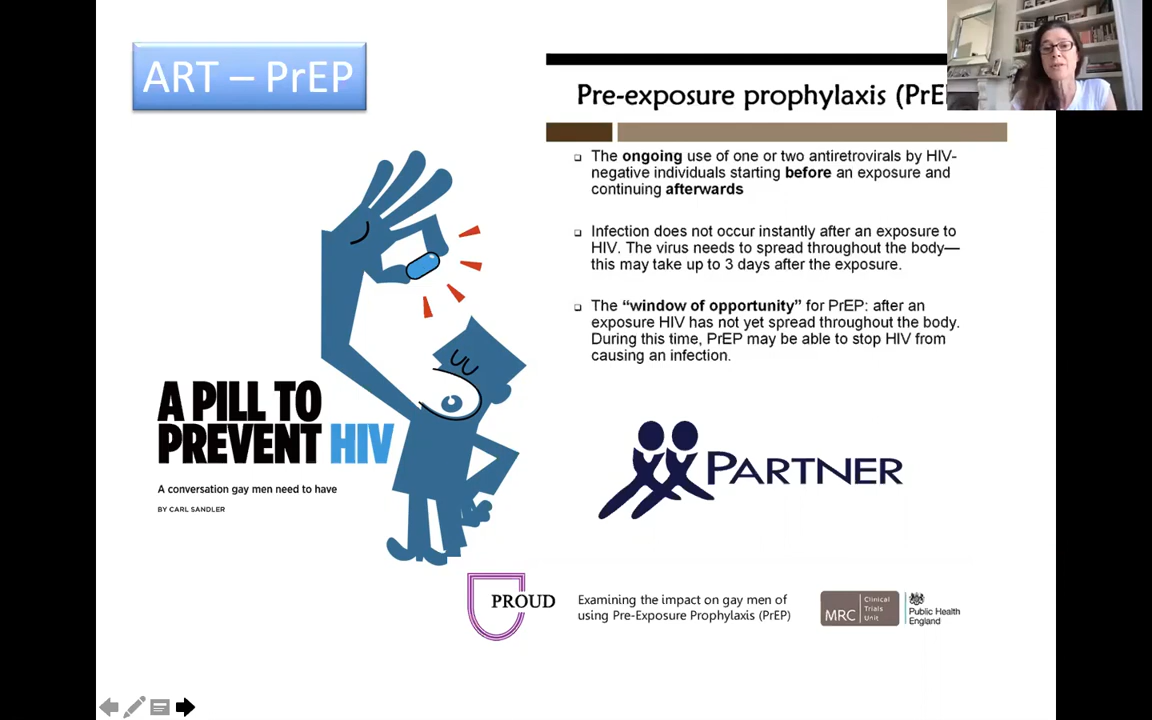 ART – PrEP
Pre-exposure prophylaxis (PrE
The ongoing use of one or two antiretrovirals by HIV-
negative individuals starting before an exposure and
continuing afterwards
Infection does not occur instantly after an exposure to
HIV. The virus needs to spread throughout the body—
this may take up to 3 days after the exposure.
The “window of opportunity” for PrEP: after an
exposure HIV has not yet spread throughout the body.
During this time, PrEP may be able to stop HIV from
causing an infection.
A PILL TO
PREVENT HIV
A conversation gay men need to have
BY CARL SANDLER
PARTNER
PROUD
Examining the impact on gay men of
using Pre-Exposure Prophylaxis (PrEP)
MRC
Clinical
Trials
Unit
Public Health
England